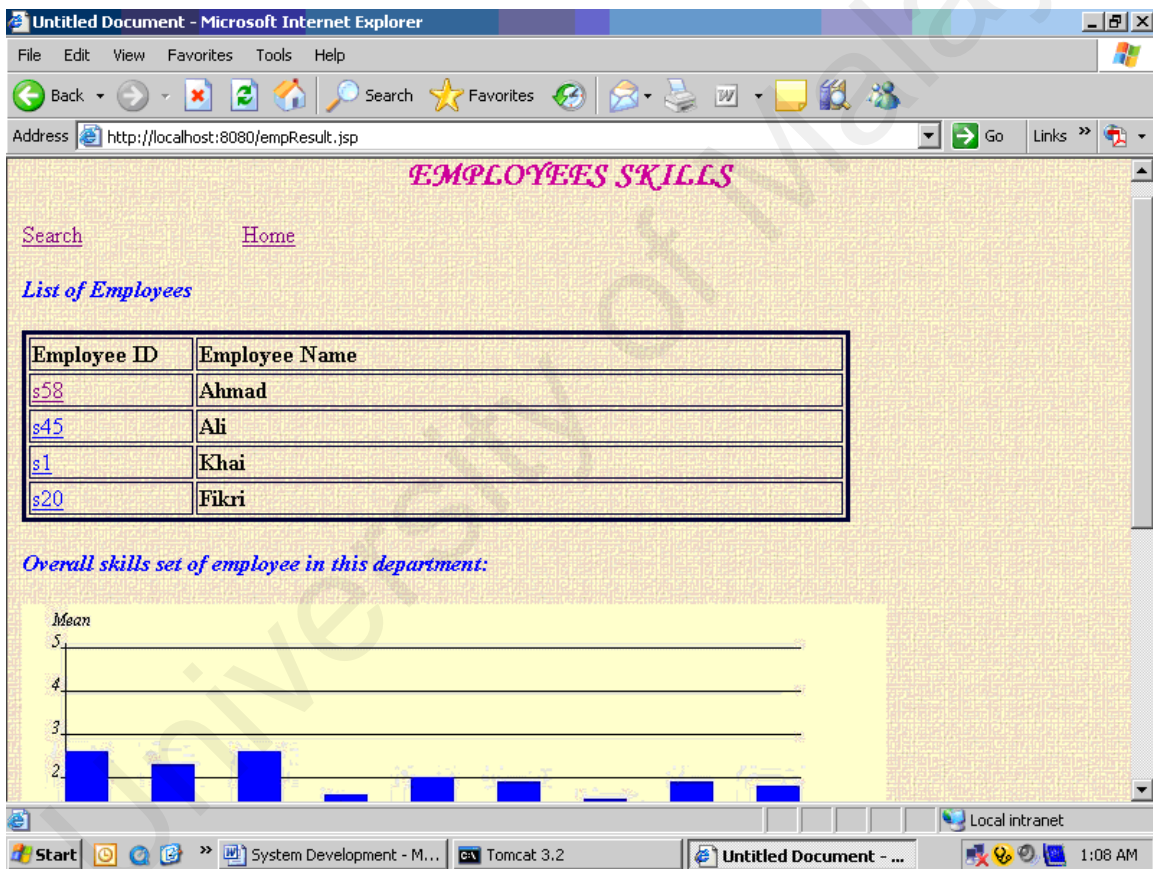 Untitled Document - Microsoft Internet Explorer
File Edit View Favorites Tools Help
Back Search Favorites
Address http://localhost:8080/empResult.jsp Go Links »
EMPLOYEES SKILLS
Search Home
List of Employees
Employee ID Employee Name
s58 Ahmad
s45 Ali
s1 Khai
s20 Fikri
Overall skills set of employee in this department:
Mean
5
4
3
2
Local intranet
Start » System Development - M... Tomcat 3.2 Untitled Document - ... 1:08 AM
University of Malay